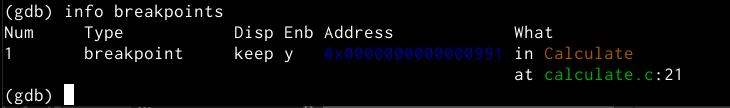 (gdb) info breakpoints
Num Type Disp Enb Address What
1 breakpoint keep y 0x0000000000000991 in Calculate
at calculate.c:21
(gdb)